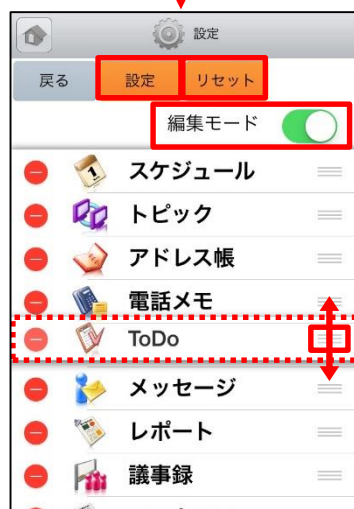 設定
戻る 設定 リセット
編集モード
スケジュール
トピック
アドレス帳
電話メモ
ToDo
メッセージ
レポート
議事録